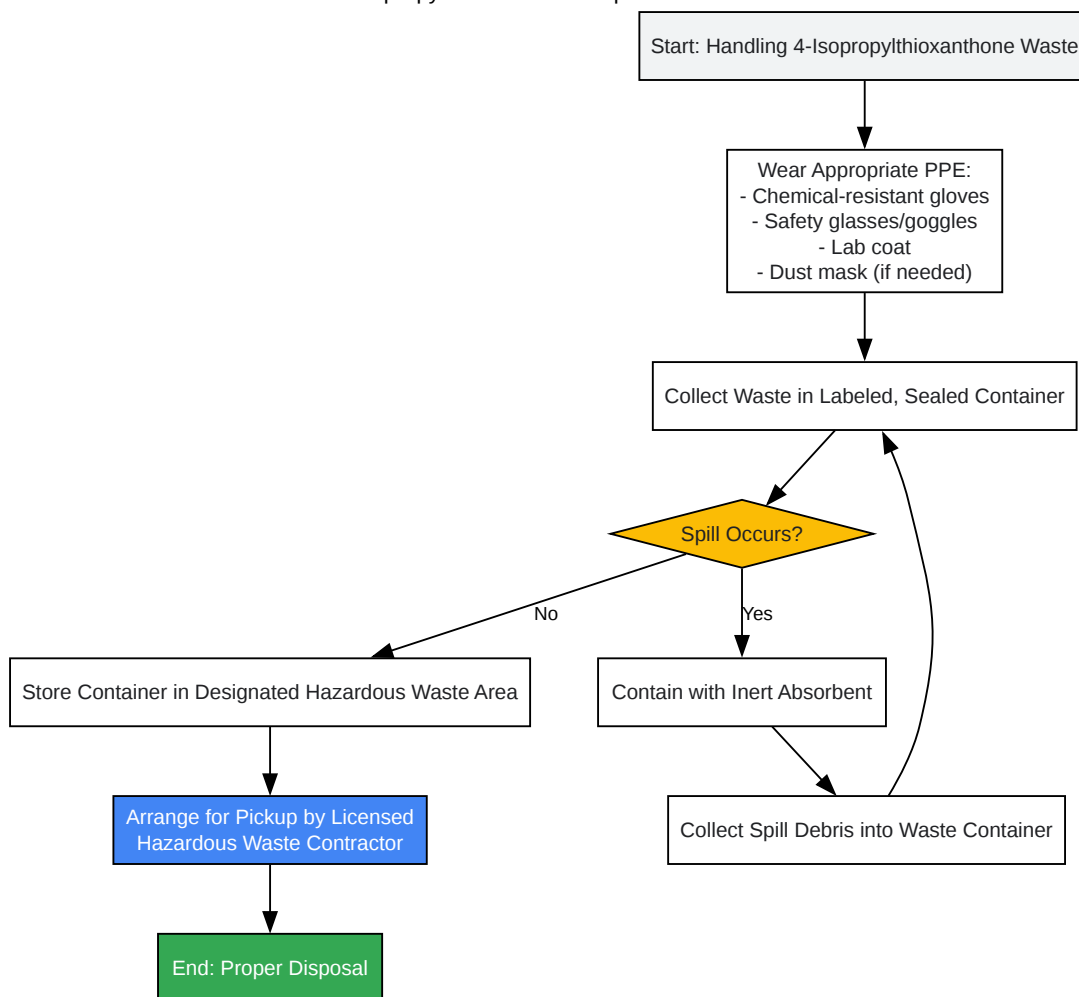 Start: Handling 4-Isopropylthioxanthone Waste
Wear Appropriate PPE:
- Chemical-resistant gloves
- Safety glasses/goggles
- Lab coat
- Dust mask (if needed)
Collect Waste in Labeled, Sealed Container
Spill Occurs?
No
Yes
Store Container in Designated Hazardous Waste Area
Contain with Inert Absorbent
Arrange for Pickup by Licensed
Hazardous Waste Contractor
Collect Spill Debris into Waste Container
End: Proper Disposal